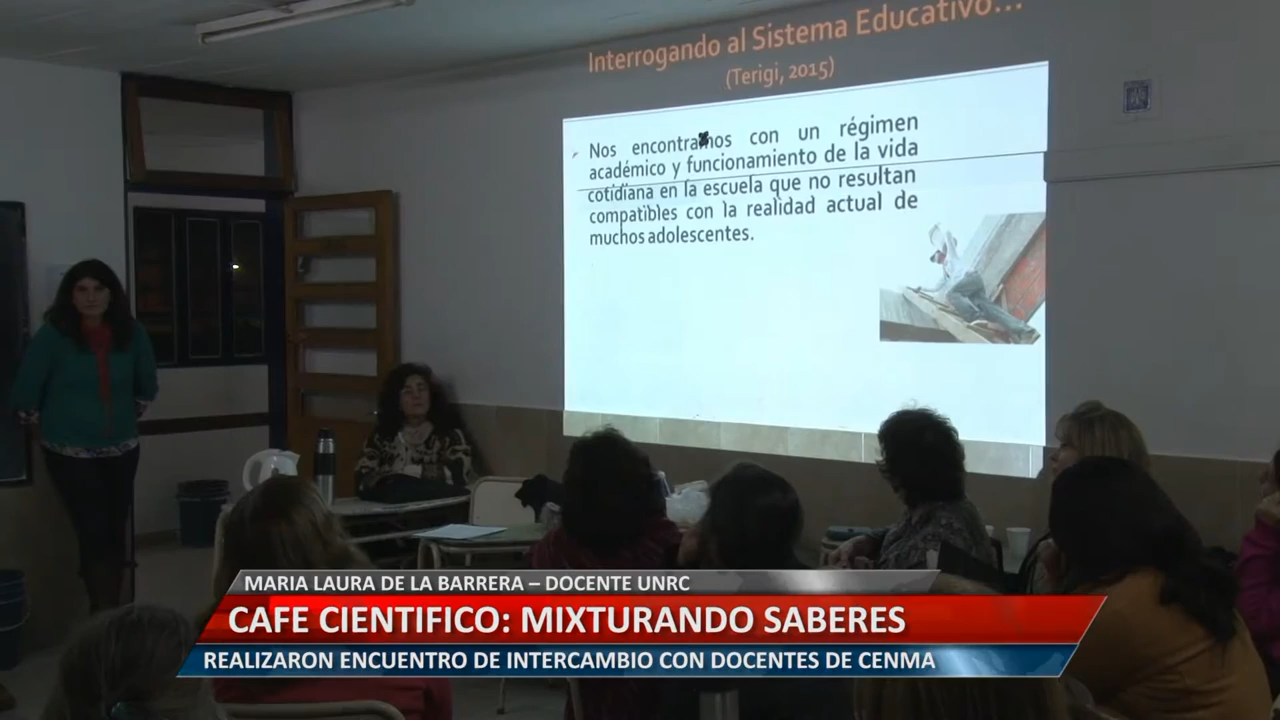 Interrogando al Sistema Educativo...
(Terigi, 2015)
Nos encontramos con un régimen
académico y funcionamiento de la vida
cotidiana en la escuela que no resultan
compatibles con la realidad actual de
muchos adolescentes.
MARIA LAURA DE LA BARRERA – DOCENTE UNRC
CAFE CIENTIFICO: MIXTURANDO SABERES
REALIZARON ENCUENTRO DE INTERCAMBIO CON DOCENTES DE CENMA